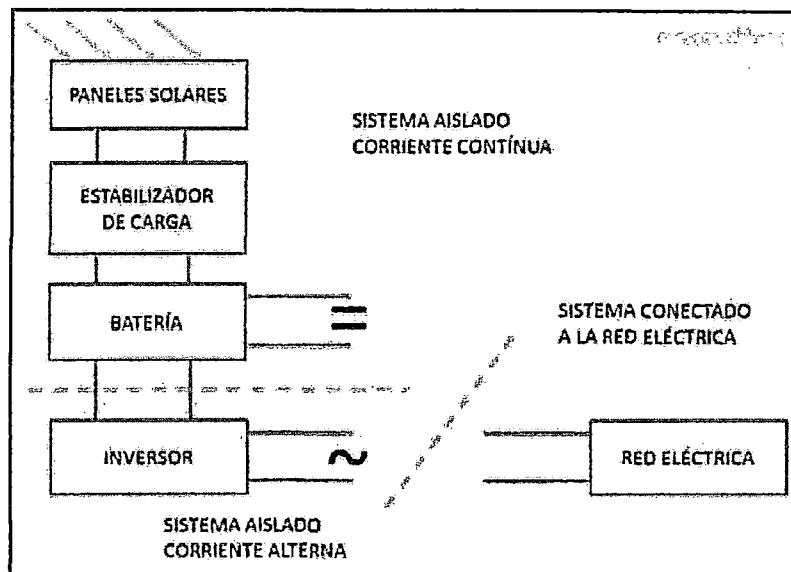 PANELES SOLARES
SISTEMA AISLADO
CORRIENTE CONTÍNUA
ESTABILIZADOR
DE CARGA
BATERÍA
SISTEMA CONECTADO
A LA RED ELÉCTRICA
INVERSOR
RED ELÉCTRICA
SISTEMA AISLADO
CORRIENTE ALTERNA